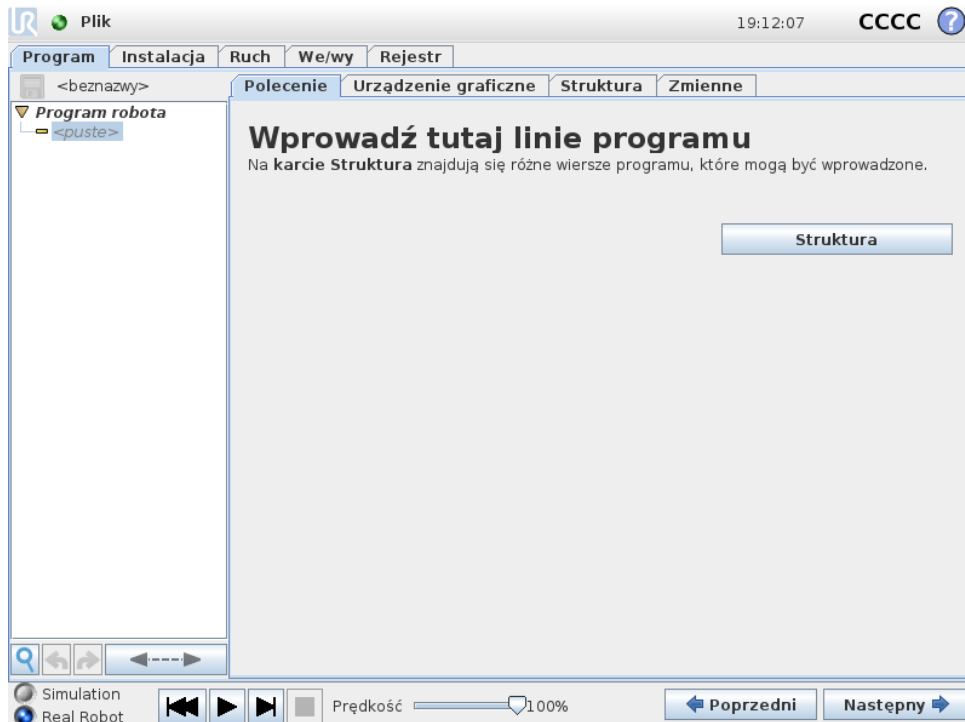 UR Plik 19:12:07 CCCC ?
Program Instalacja Ruch We/wy Rejestr
<beznazwy> Polecenie Urządzenie graficzne Struktura Zmienne
Program robota
<puste>
Wprowadź tutaj linie programu
Na karcie Struktura znajdują się różne wiersze programu, które mogą być wprowadzone.
Struktura
Simulation
Real Robot
Prędkość 100%
Poprzedni Następny